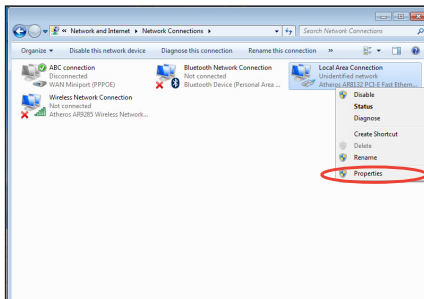 « Network and Internet ▸ Network Connections ▸
Search Network Connections
Organize ▾ Disable this network device Diagnose this connection Rename this connection »
ABC connection
Disconnected
WAN Miniport (PPPOE)
Bluetooth Network Connection
Not connected
Bluetooth Device (Personal Area ...
Local Area Connection
Unidentified network
Atheros AR8132 PCI-E Fast Ethern...
Wireless Network Connection
Not connected
Atheros AR9285 Wireless Network...
Disable
Status
Diagnose
Create Shortcut
Delete
Rename
Properties